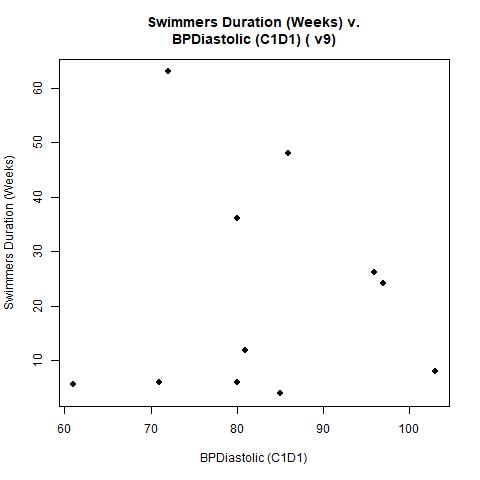 Swimmers Duration (Weeks) v.
BPDiastolic (C1D1) ( v9)
Swimmers Duration (Weeks)
60
50
40
30
20
10
60 70 80 90 100
BPDiastolic (C1D1)